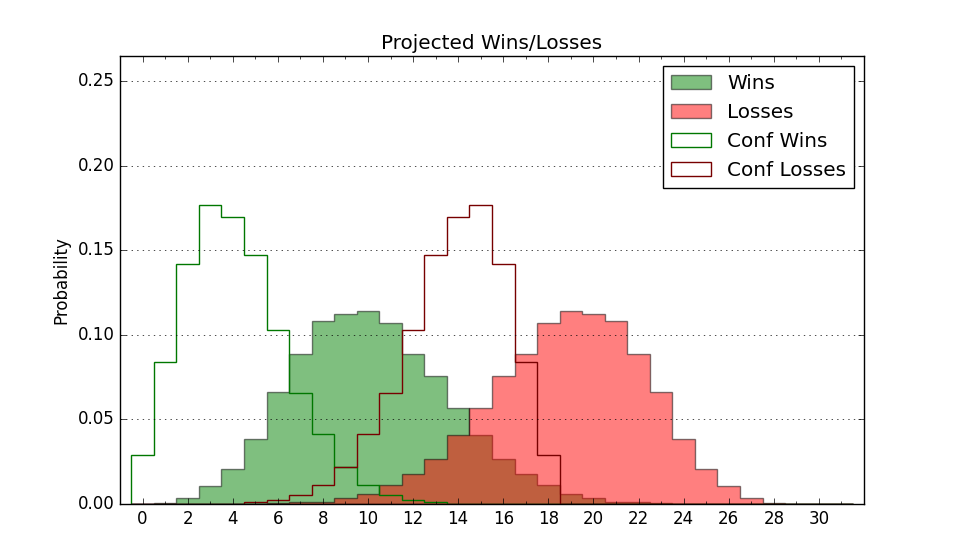 Projected Wins/Losses
Wins
Losses
Conf Wins
Conf Losses
Probability
0.25
0.20
0.15
0.10
0.05
0.00
0 2 4 6 8 10 12 14 16 18 20 22 24 26 28 30